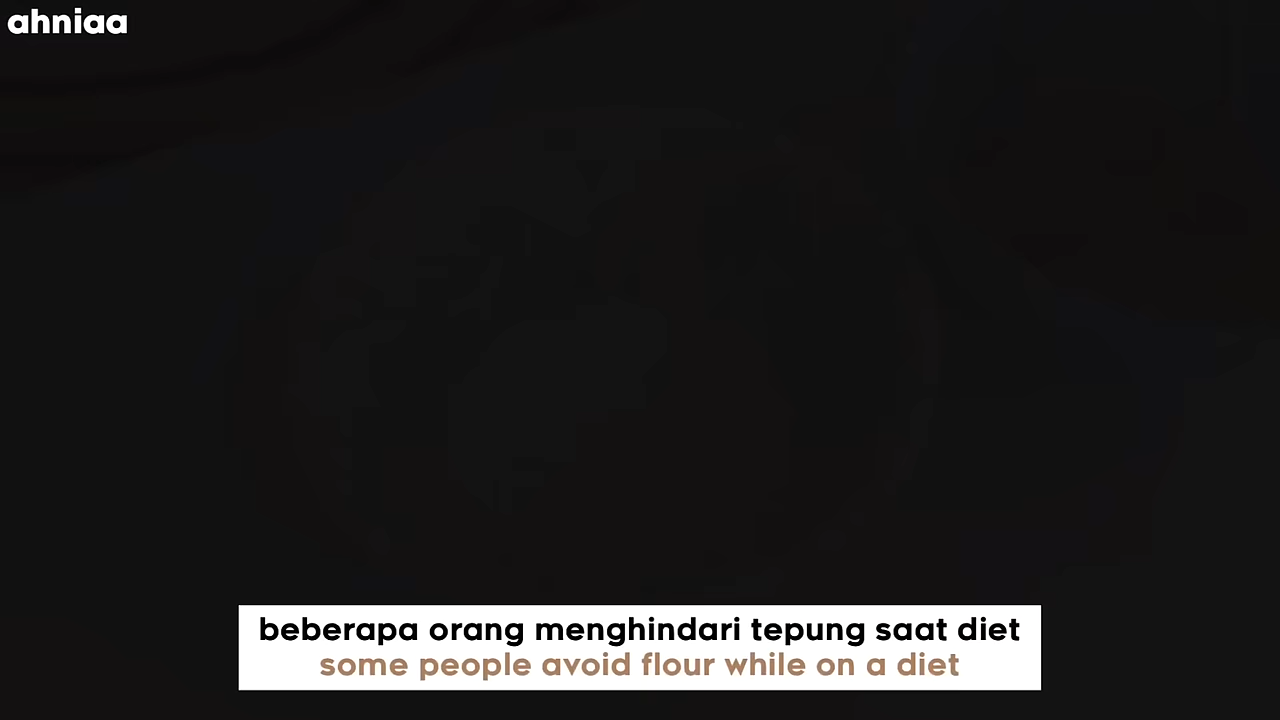 ahniaa
beberapa orang menghindari tepung saat diet
some people avoid flour while on a diet